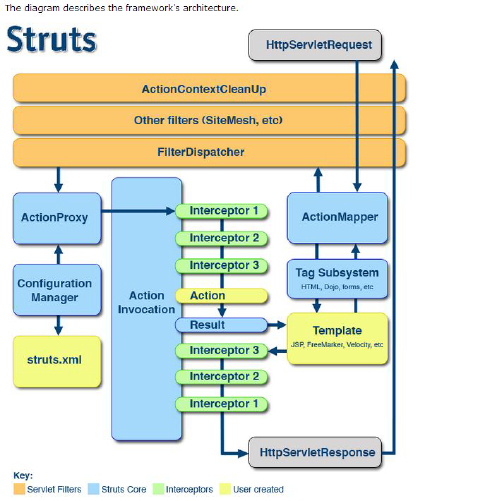 The diagram describes the framework's architecture.
Struts
HttpServletRequest
ActionContextCleanUp
Other filters (SiteMesh, etc)
FilterDispatcher
ActionProxy
Interceptor 1
ActionMapper
Interceptor 2
Interceptor 3
Configuration
Manager
Action
Invocation
Action
Tag Subsystem
HTML, Dojo, forms, etc
Result
Template
JSP, FreeMarker, Velocity, etc
struts.xml
Interceptor 3
Interceptor 2
Interceptor 1
HttpServletResponse
Key:
Servlet Filters
Struts Core
Interceptors
User created